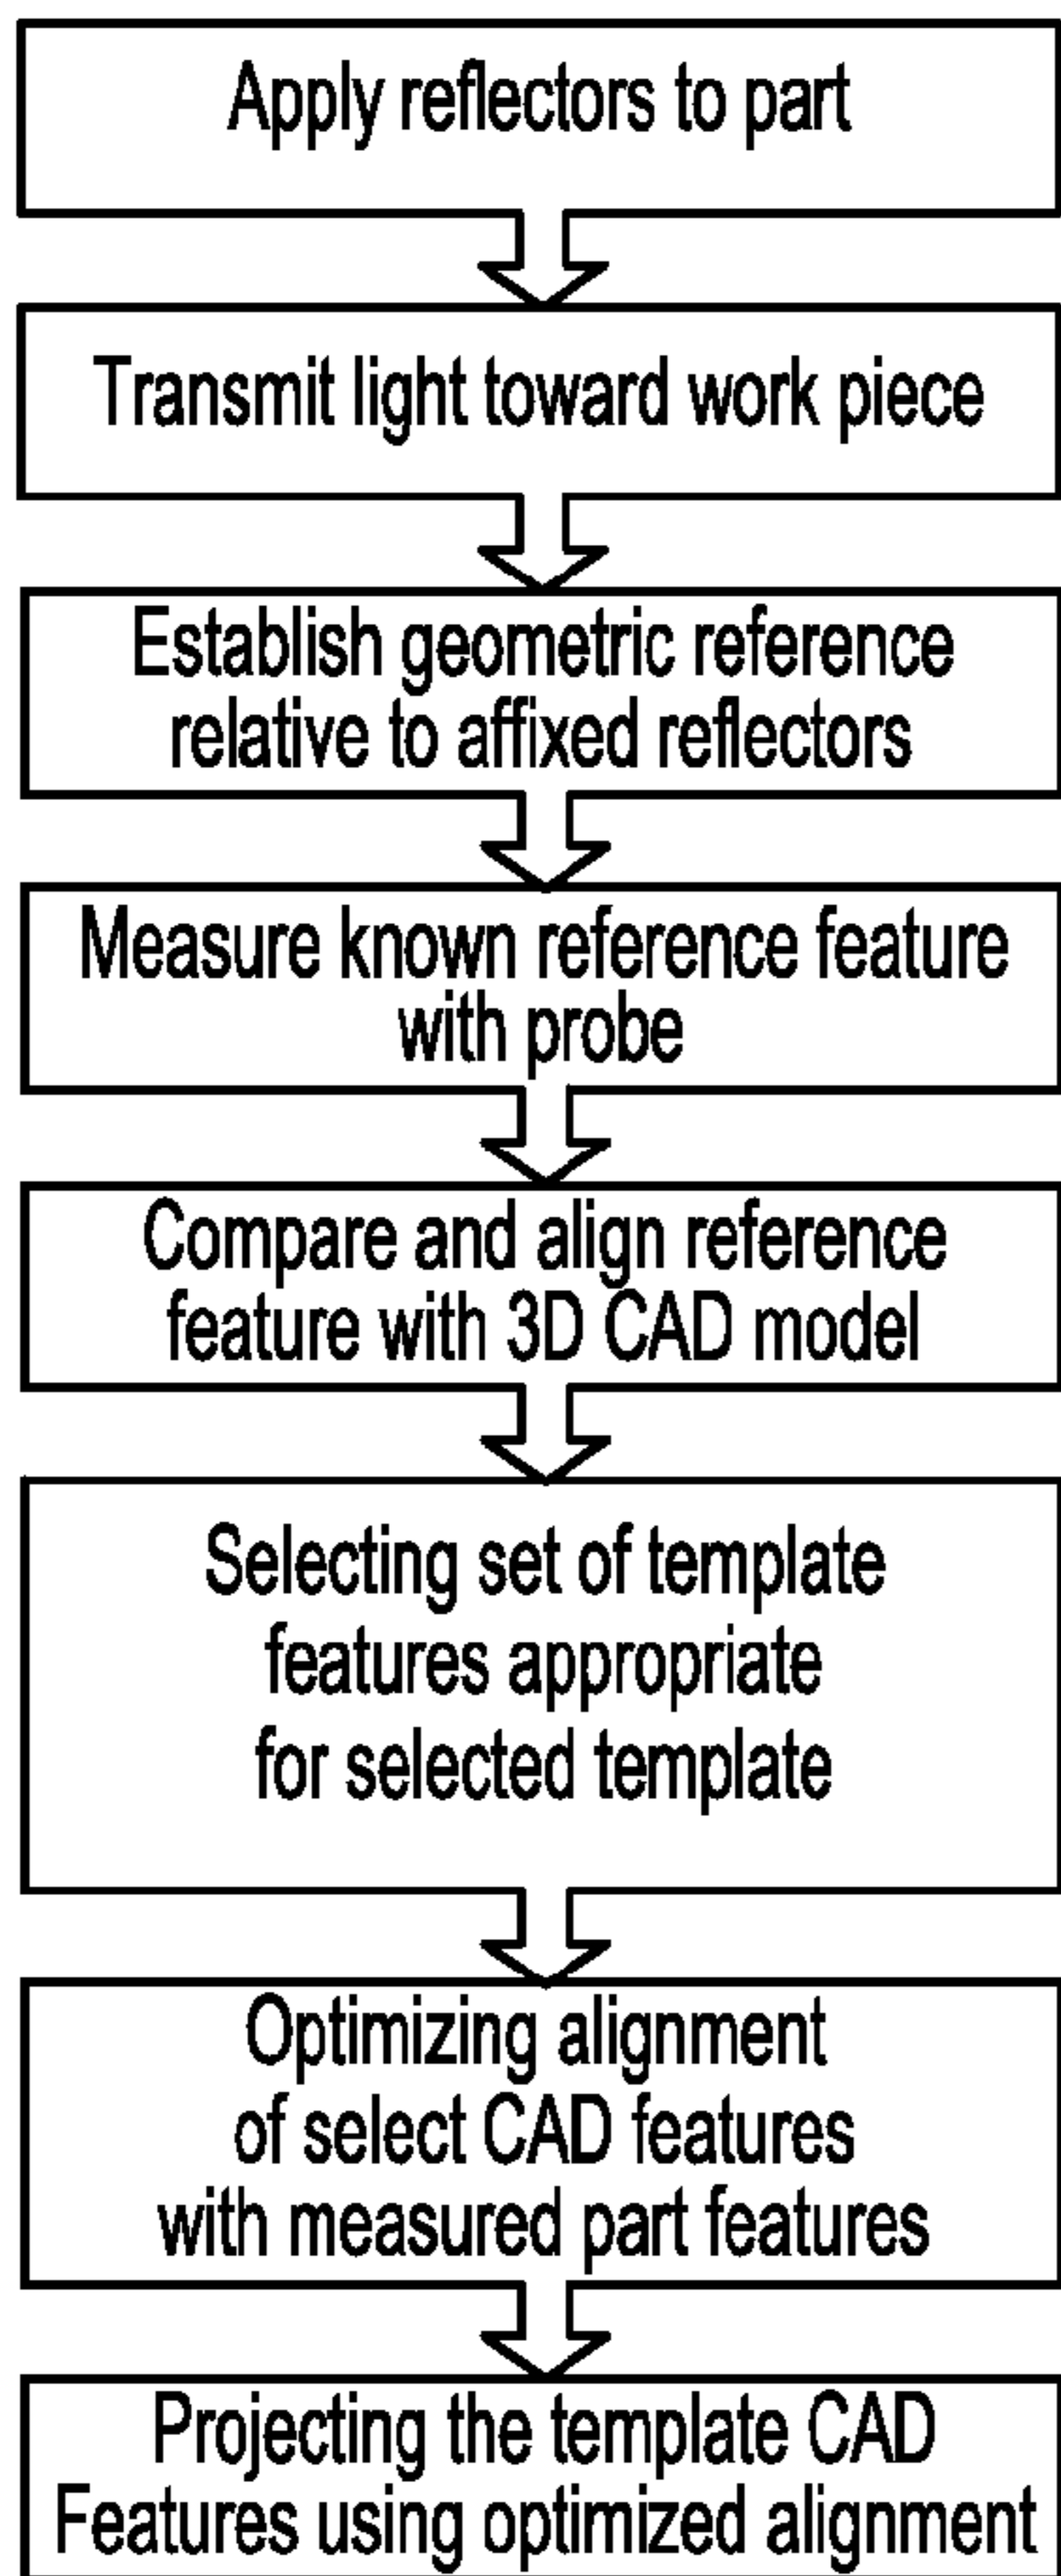 Apply reflectors to part
Transmit light toward work piece
Establish geometric reference
relative to affixed reflectors
Measure known reference feature
with probe
Compare and align reference
feature with 3D CAD model
Selecting set of template
features appropriate
for selected template
Optimizing alignment
of select CAD features
with measured part features
Projecting the template CAD
Features using optimized alignment